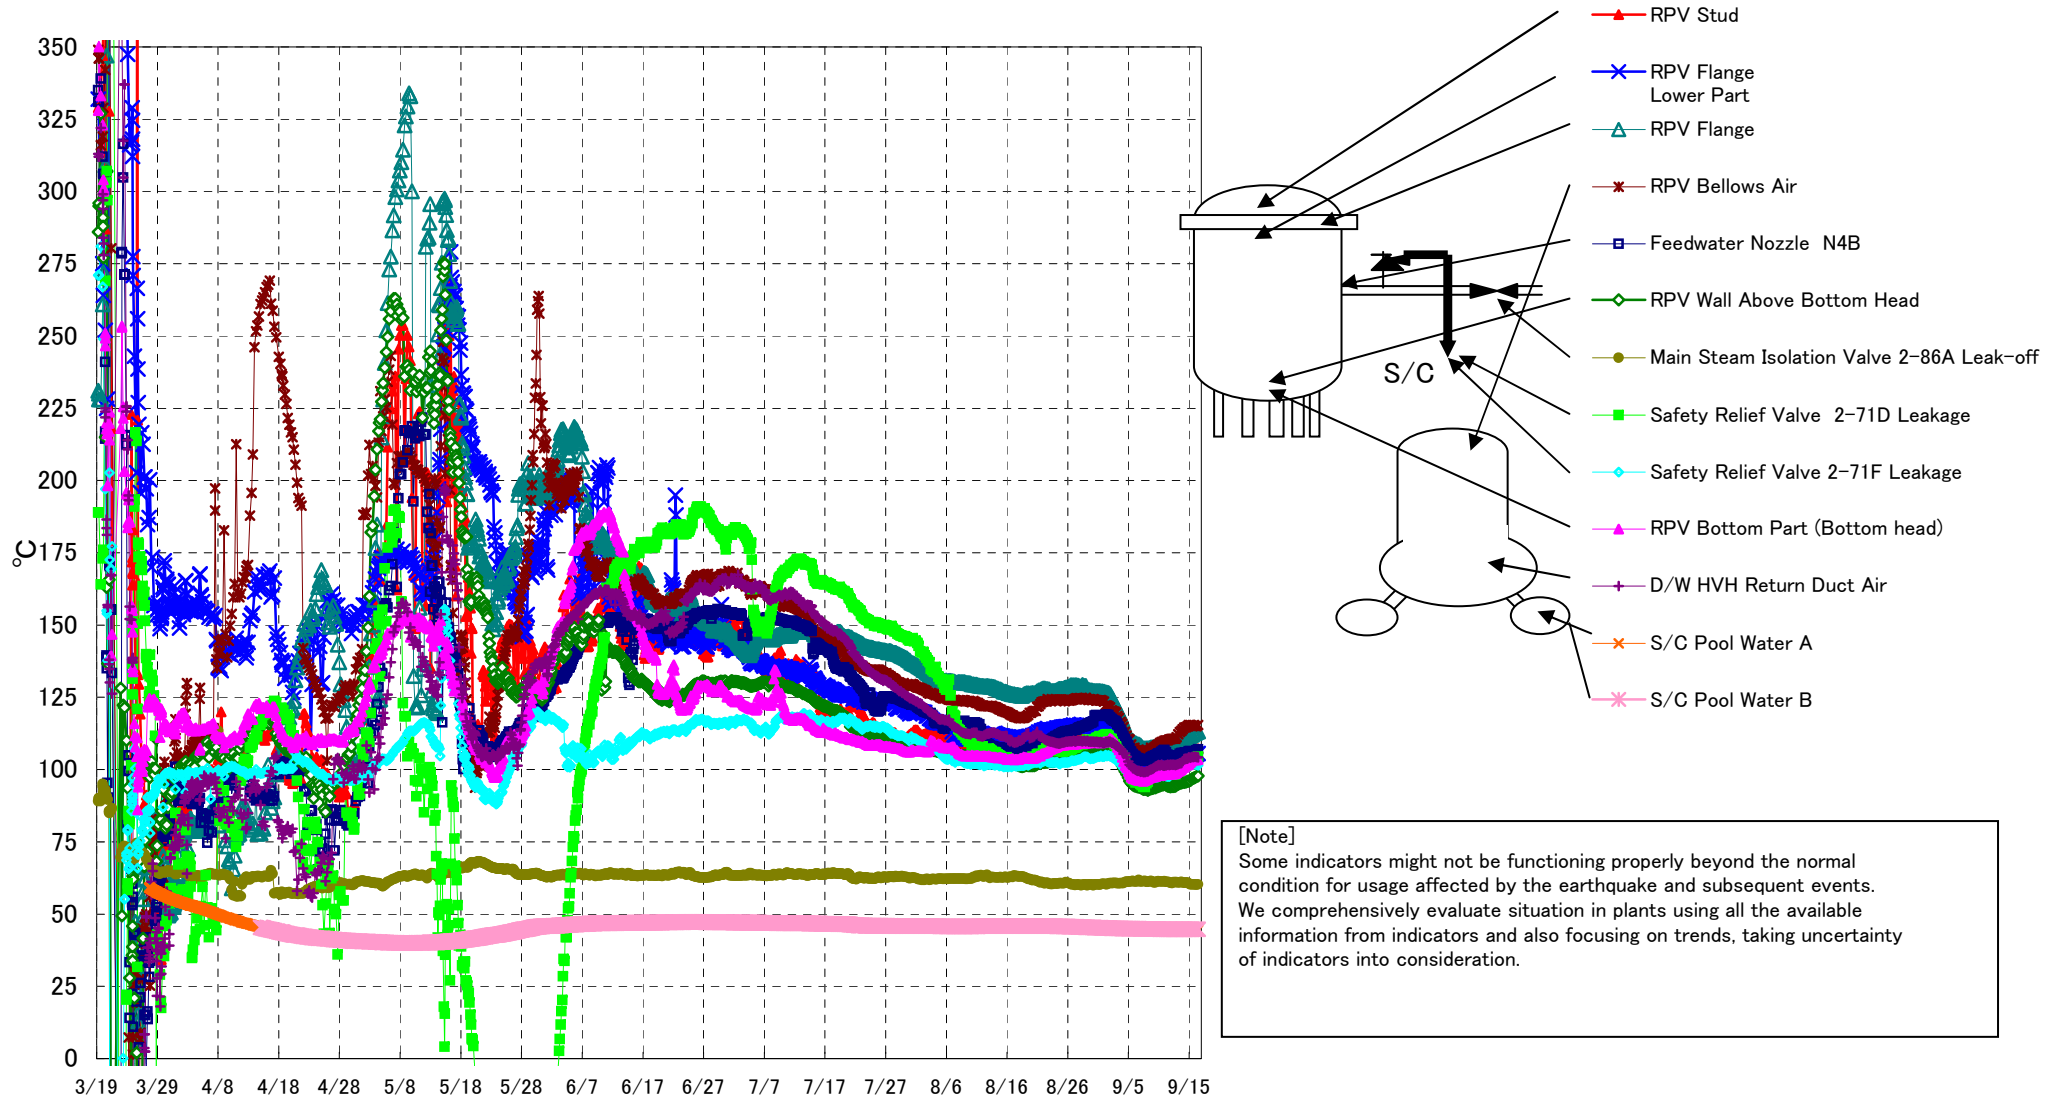 350
325
300
275
250
225
200
175
150
125
100
75
50
25
0
℃
3/19 3/29 4/8 4/18 4/28 5/8 5/18 5/28 6/7 6/17 6/27 7/7 7/17 7/27 8/6 8/16 8/26 9/5 9/15
RPV Stud
RPV Flange
Lower Part
RPV Flange
RPV Bellows Air
Feedwater Nozzle N4B
RPV Wall Above Bottom Head
Main Steam Isolation Valve 2-86A Leak-off
Safety Relief Valve 2-71D Leakage
Safety Relief Valve 2-71F Leakage
RPV Bottom Part (Bottom head)
D/W HVH Return Duct Air
S/C Pool Water A
S/C Pool Water B
S/C
[Note]
Some indicators might not be functioning properly beyond the normal
condition for usage affected by the earthquake and subsequent events.
We comprehensively evaluate situation in plants using all the available
information from indicators and also focusing on trends, taking uncertainty
of indicators into consideration.